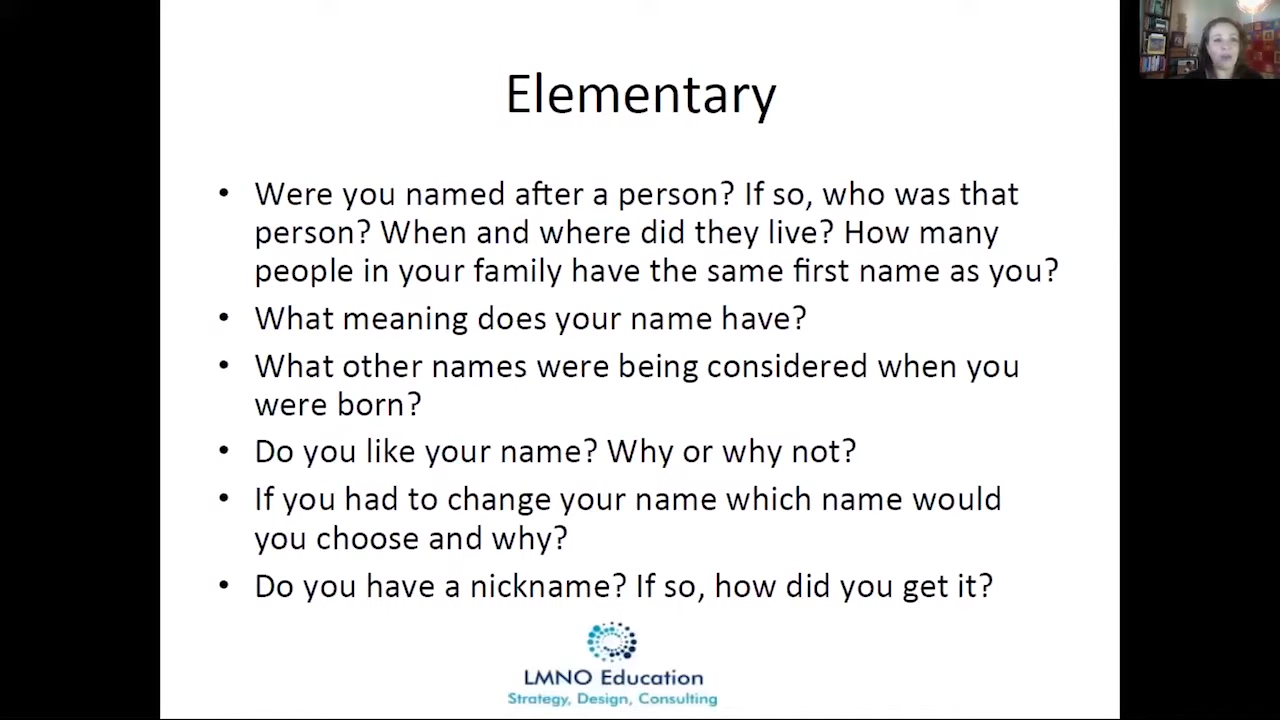 Elementary
• Were you named after a person? If so, who was that
person? When and where did they live? How many
people in your family have the same first name as you?
• What meaning does your name have?
• What other names were being considered when you
were born?
• Do you like your name? Why or why not?
• If you had to change your name which name would
you choose and why?
• Do you have a nickname? If so, how did you get it?
LMNO Education
Strategy, Design, Consulting